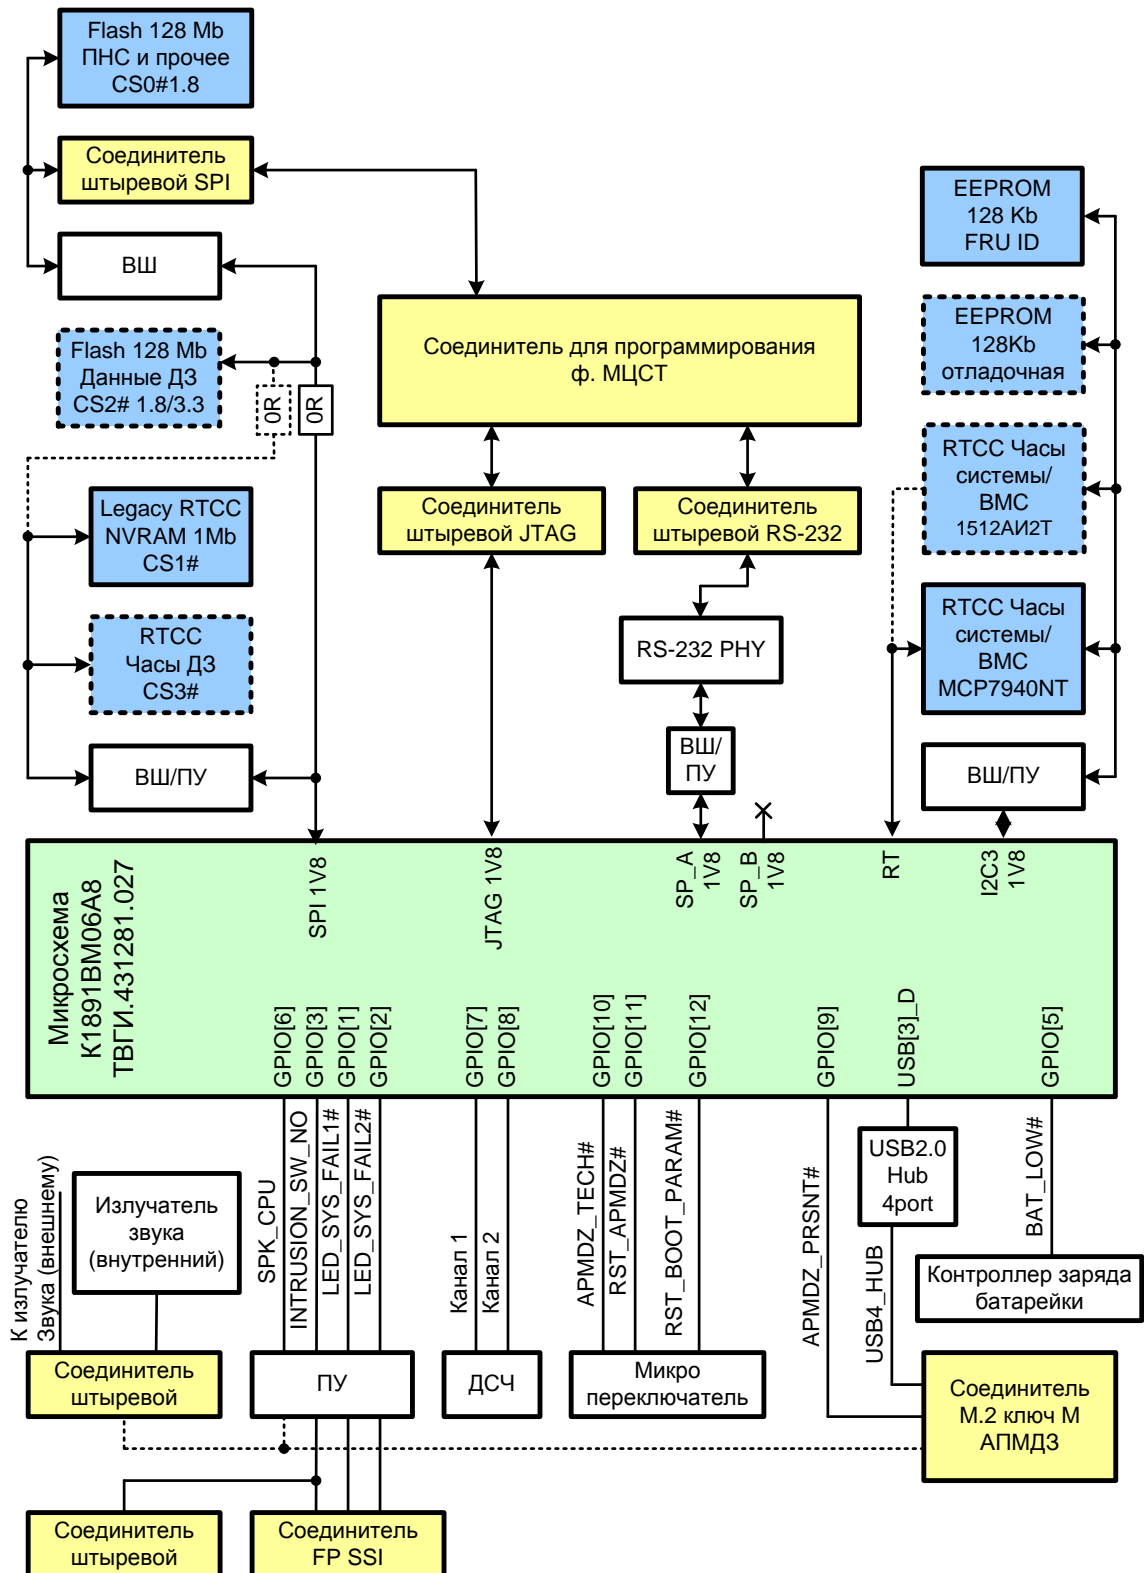 Flash 128 Mb
ПНС и прочее
CS0#1.8
Соединитель
штыревой SPI
ВШ
Flash 128 Mb
Данные ДЗ
CS2# 1.8/3.3
0R
0R
Legacy RTCC
NVRAM 1Mb
CS1#
RTCC
Часы ДЗ
CS3#
ВШ/ПУ
Соединитель для программирования
ф. МЦСТ
Соединитель
штыревой JTAG
Соединитель
штыревой RS-232
RS-232 PHY
ВШ/
ПУ
EEPROM
128 Kb
FRU ID
EEPROM
128Kb
отладочная
RTCC Часы
системы/
BMC
1512АИ2Т
RTCC Часы
системы/
BMC
MCP7940NT
ВШ/ПУ
Микросхема
К1891ВМ06А8
ТВГИ.431281.027
SPI 1V8
JTAG 1V8
SP_A
1V8
SP_B
1V8
RT
I2C3
1V8
GPIO[6]
GPIO[3]
GPIO[1]
GPIO[2]
GPIO[7]
GPIO[8]
GPIO[10]
GPIO[11]
GPIO[12]
GPIO[9]
USB[3]_D
GPIO[5]
К излучателю
Звука (внешнему)
Излучатель
звука
(внутренний)
SPK_CPU
INTRUSION_SW_NO
LED_SYS_FAIL1#
LED_SYS_FAIL2#
Канал 1
Канал 2
APMDZ_TECH#
RST_APMDZ#
RST_BOOT_PARAM#
APMDZ_PRSNT#
USB2.0
Hub
4port
USB4_HUB
BAT_LOW#
Контроллер заряда
батарейки
Соединитель
штыревой
ПУ
ДСЧ
Микро
переключатель
Соединитель
M.2 ключ М
АПМДЗ
Соединитель
штыревой
Соединитель
FP SSI